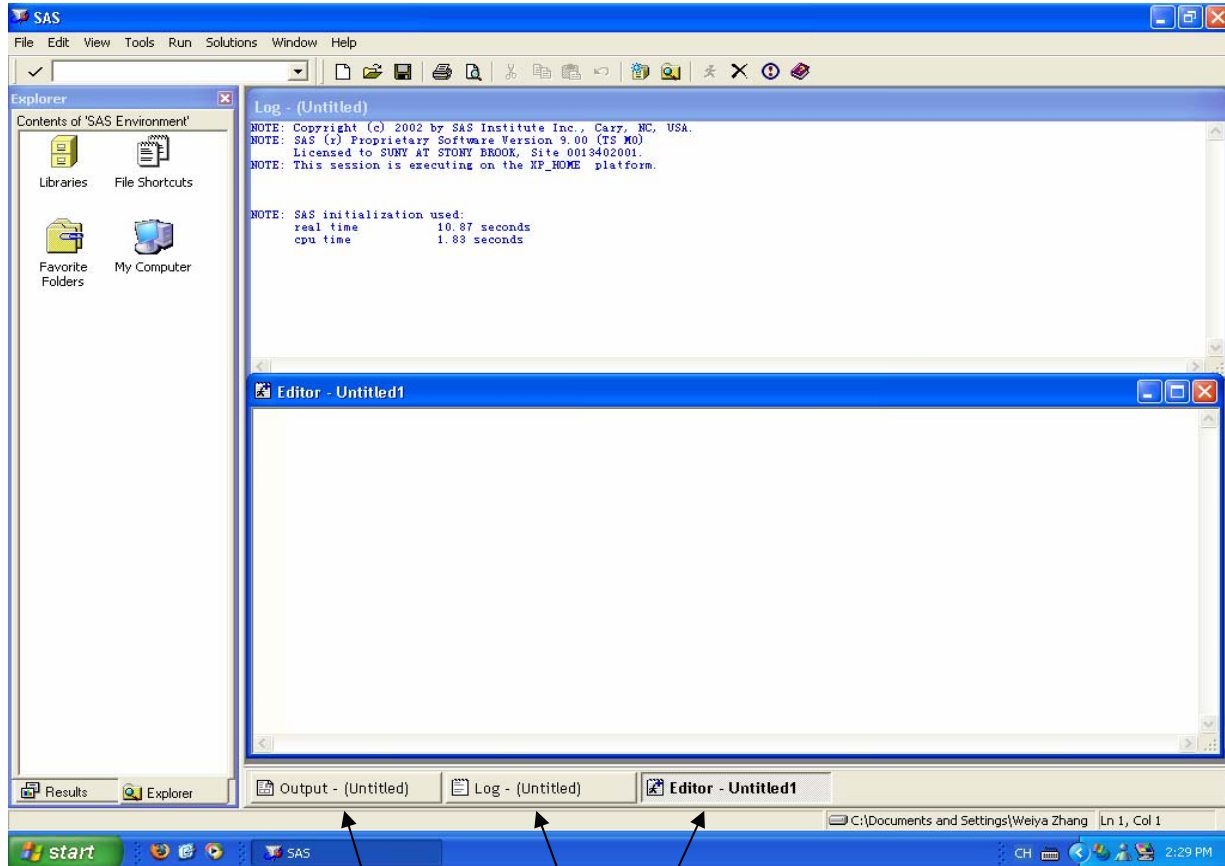 SAS
File Edit View Tools Run Solutions Window Help
Explorer
Contents of 'SAS Environment'
Libraries
File Shortcuts
Favorite Folders
My Computer
Log - (Untitled)
NOTE: Copyright (c) 2002 by SAS Institute Inc., Cary, NC, USA.
NOTE: SAS (r) Proprietary Software Version 9.00 (TS M0)
Licensed to SUNY AT STONY BROOK, Site 0013402001.
NOTE: This session is executing on the XP_HOME platform.
NOTE: SAS initialization used:
real time 10.87 seconds
cpu time 1.83 seconds
Editor - Untitled1
Results
Explorer
Output - (Untitled)
Log - (Untitled)
Editor - Untitled1
C:\Documents and Settings\Weiya Zhang
Ln 1, Col 1
start
SAS
CH
2:29 PM